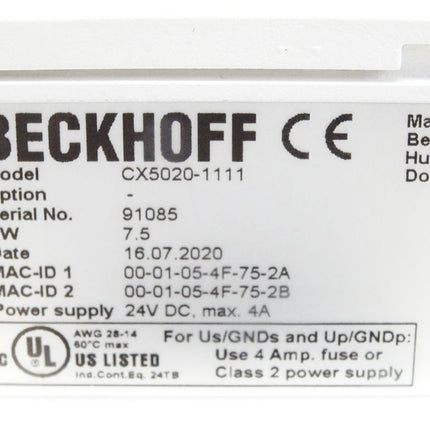 BECKHOFF CE
odel CX5020-1111
ption -
erial No. 91085
W 7.5
ate 16.07.2020
MAC-ID 1 00-01-05-4F-75-2A
MAC-ID 2 00-01-05-4F-75-2B
Power supply 24V DC, max. 4A
Ma
Be
Hu
Do
C UL AWG 28-14
60°C max
US LISTED
Ind.Cont.Eq. 24TB
For Us/GNDs and Up/GNDp:
Use 4 Amp. fuse or
Class 2 power supply